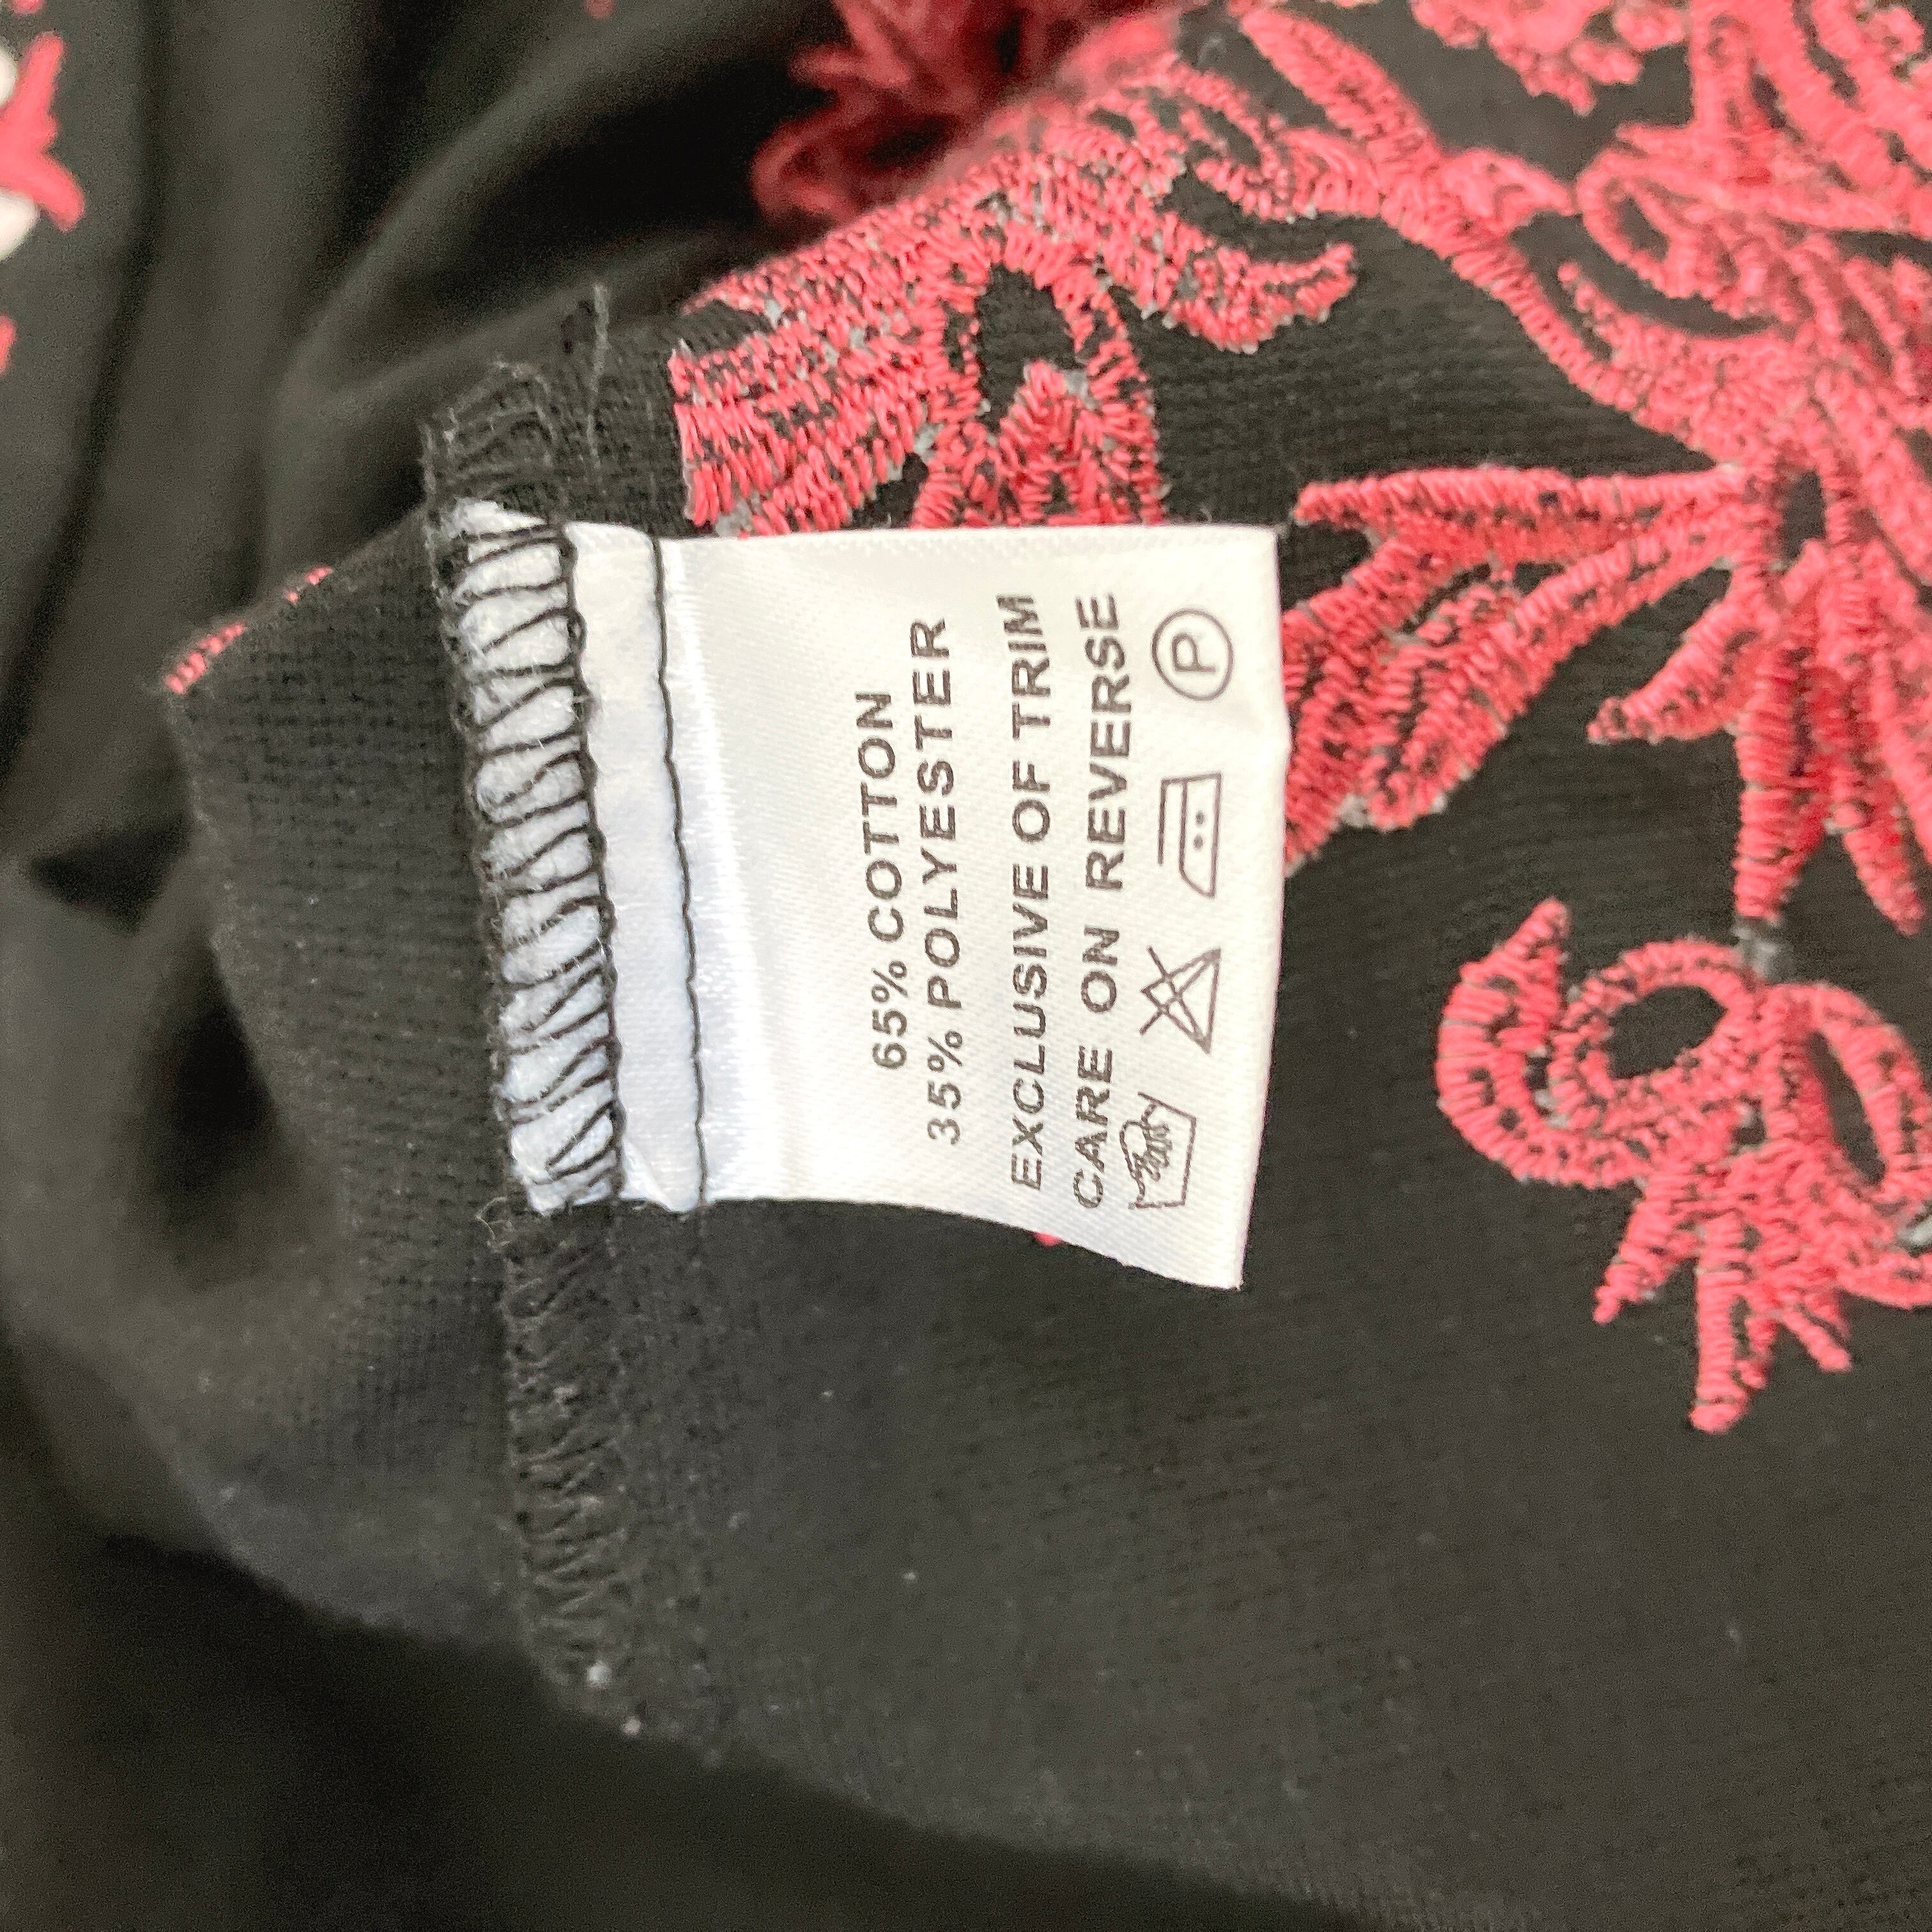 65% COTTON
35% POLYESTER
EXCLUSIVE OF TRIM
CARE ON REVERSE
P